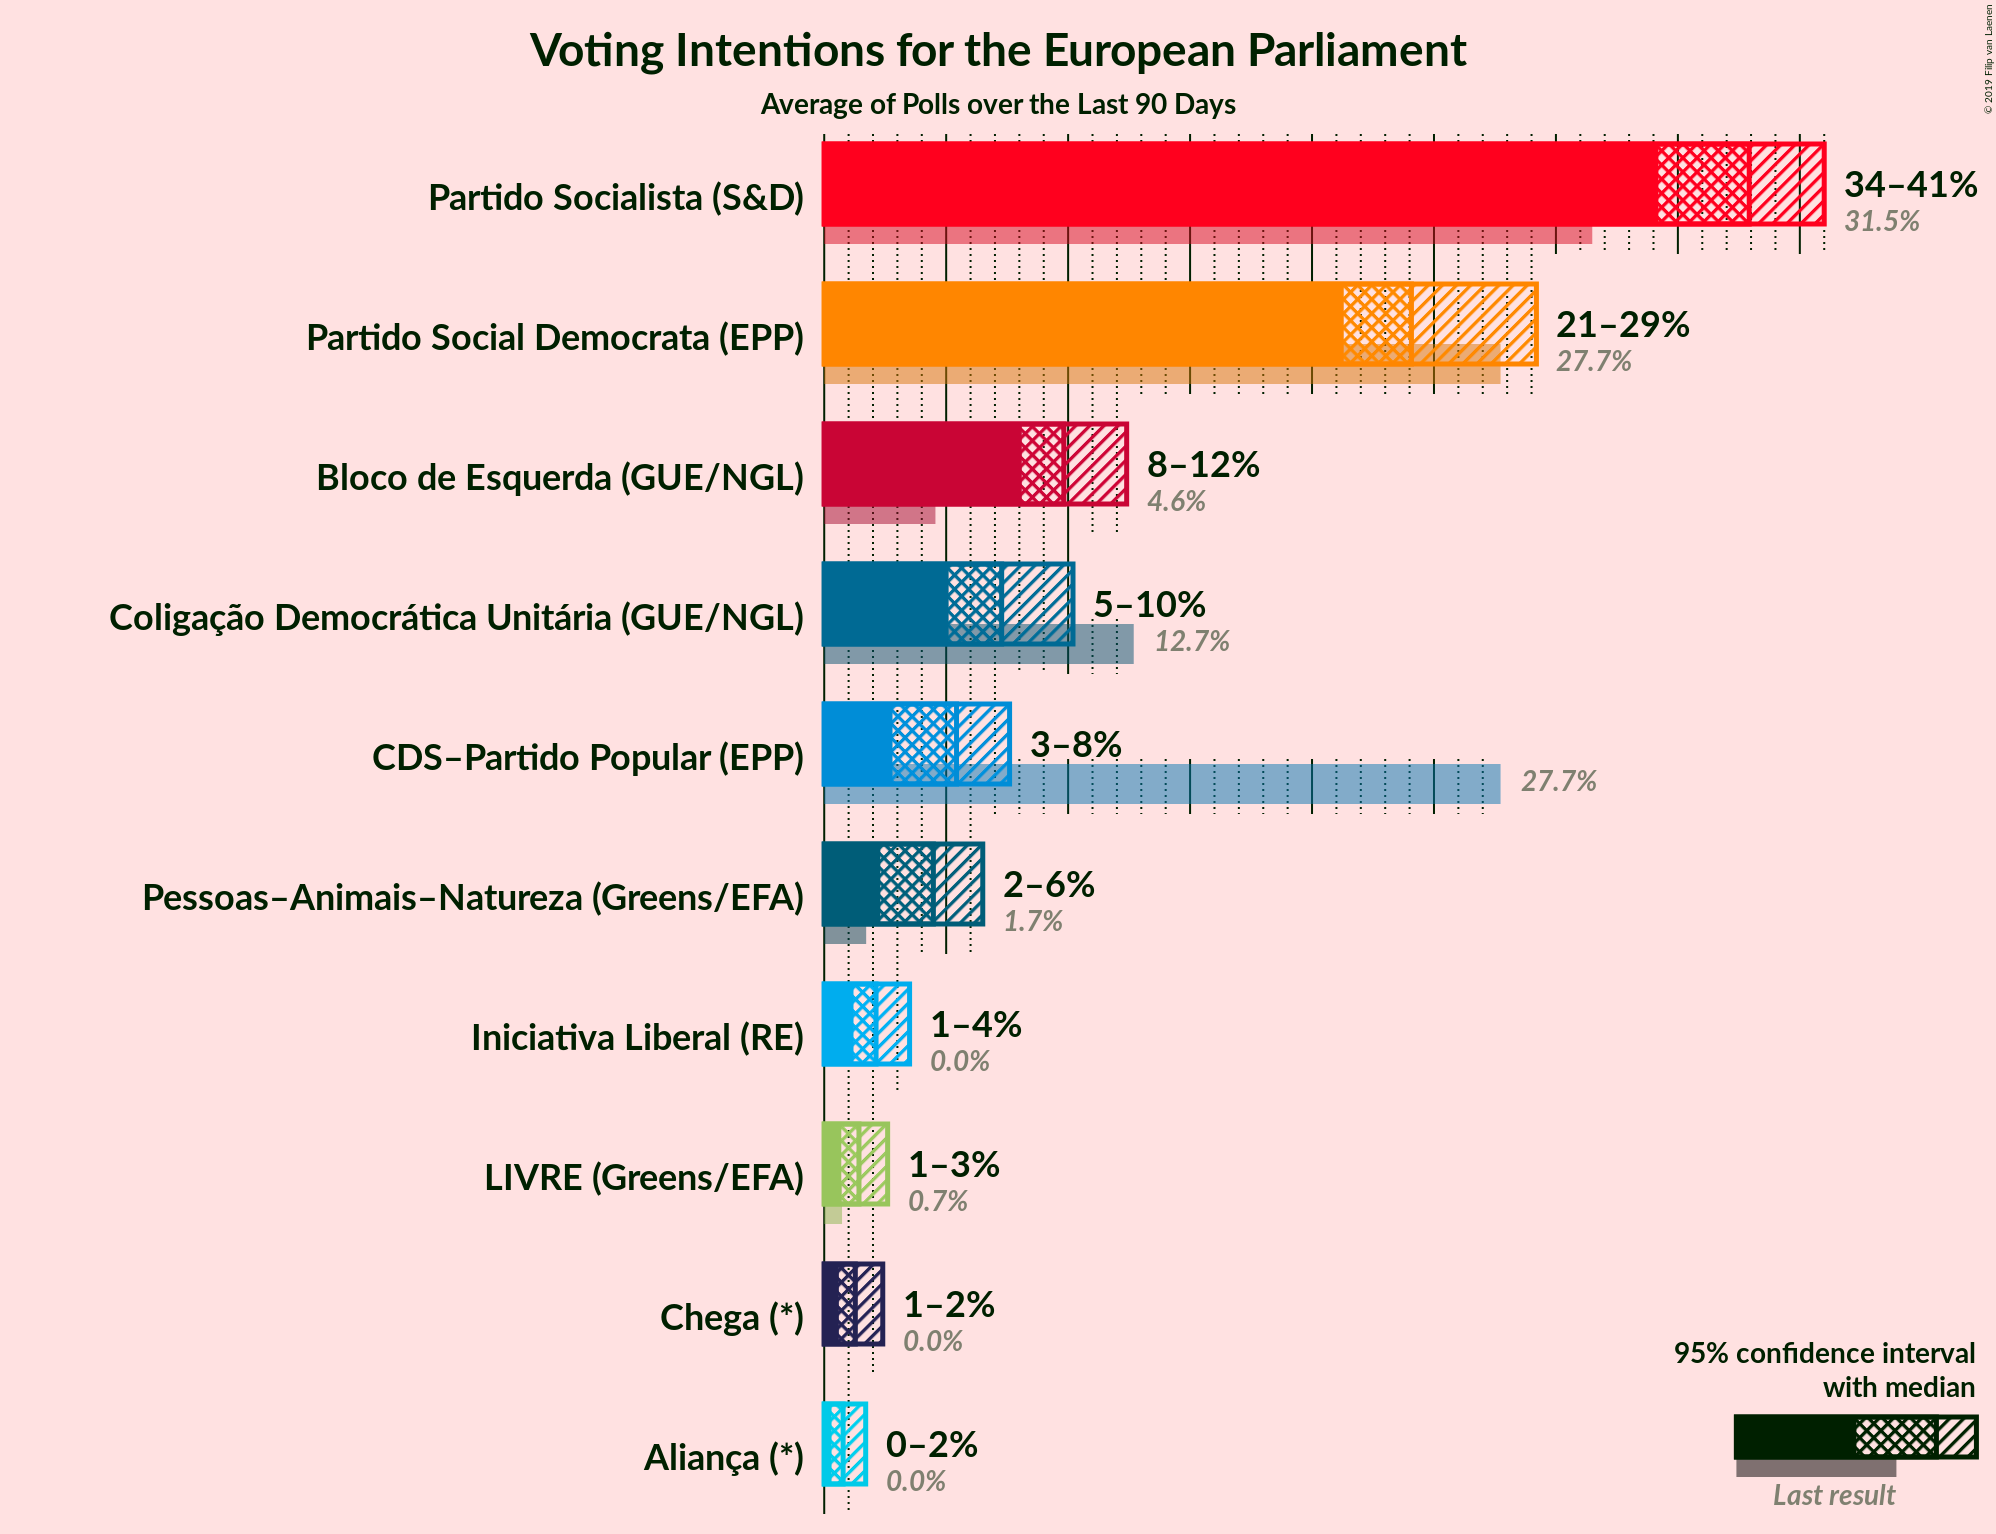 Voting Intentions for the European Parliament
Average of Polls over the Last 90 Days
© 2019 Filip van Laenen
Partido Socialista (S&D)
34–41%
31.5%
Partido Social Democrata (EPP)
21–29%
27.7%
Bloco de Esquerda (GUE/NGL)
8–12%
4.6%
Coligação Democrática Unitária (GUE/NGL)
5–10%
12.7%
CDS–Partido Popular (EPP)
3–8%
27.7%
Pessoas–Animais–Natureza (Greens/EFA)
2–6%
1.7%
Iniciativa Liberal (RE)
1–4%
0.0%
LIVRE (Greens/EFA)
1–3%
0.7%
Chega (*)
1–2%
0.0%
Aliança (*)
0–2%
0.0%
95% confidence interval
with median
Last result